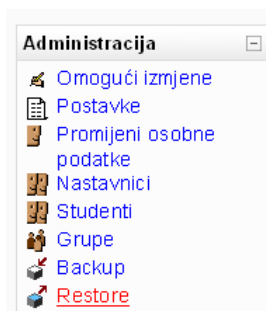 Administracija
Omogući izmjene
Postavke
Promijeni osobne
podatke
Nastavnici
Studenti
Grupe
Backup
Restore